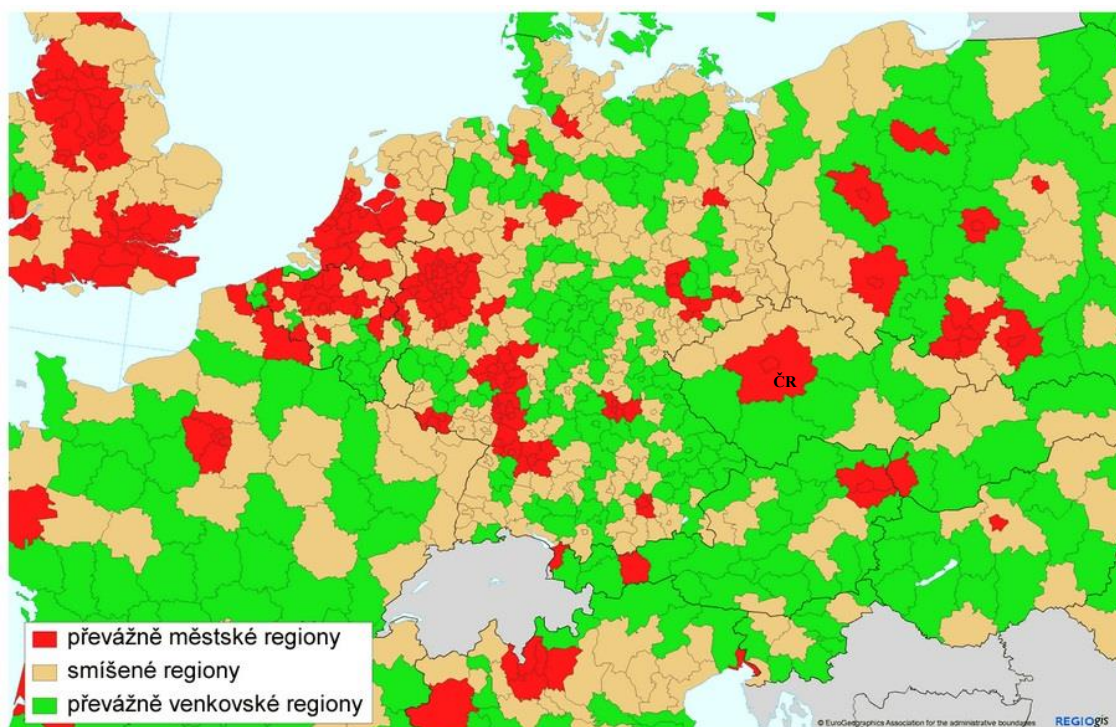 ČR
převážně městské regiony
smíšené regiony
převážně venkovské regiony
© EuroGeographics Association for the administrative boundaries
REGIOgis